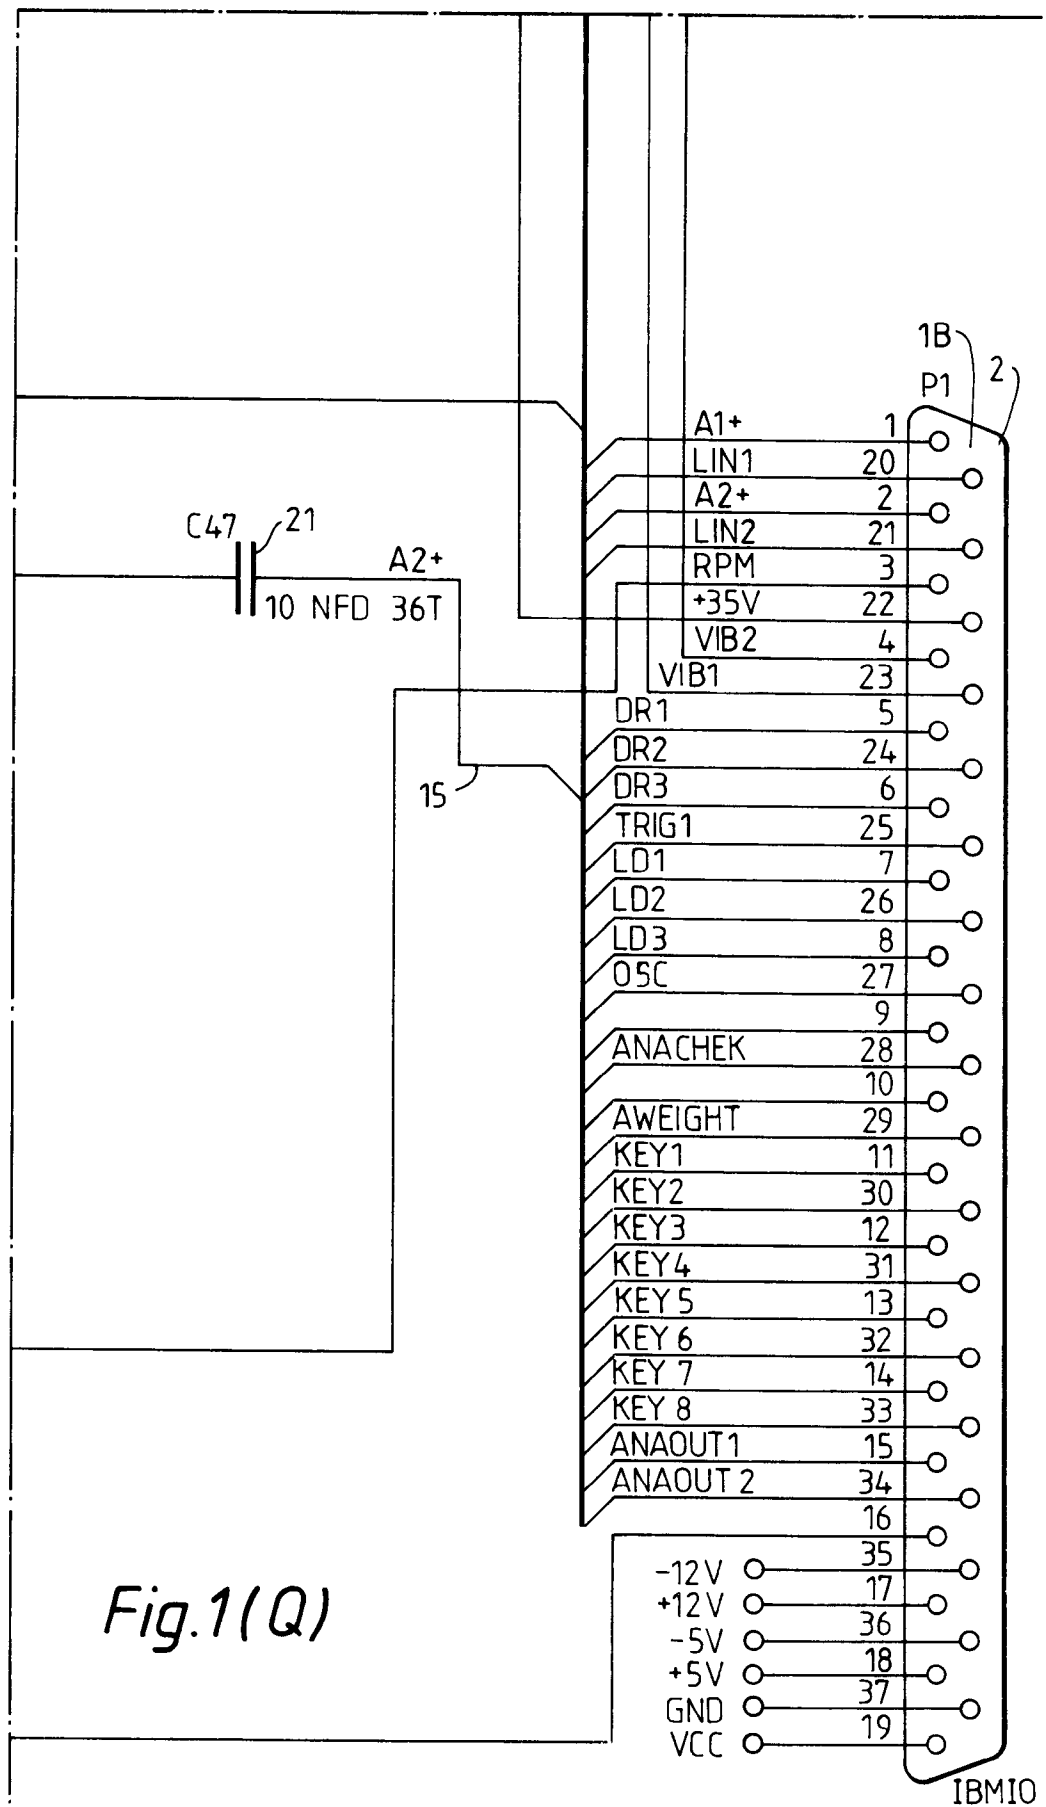 1B
P1 2
A1+ 1
LIN1 20
A2+ 2
LIN2 21
C47 21
A2+
10 NFD 36T
RPM 3
+35V 22
VIB2 4
VIB1 23
DR1 5
DR2 24
15
DR3 6
TRIG1 25
LD1 7
LD2 26
LD3 8
OSC 27
9
ANACHEK 28
10
AWEIGHT 29
KEY1 11
KEY2 30
KEY3 12
KEY4 31
KEY5 13
KEY 6 32
KEY 7 14
KEY 8 33
ANAOUT1 15
ANAOUT 2 34
16
-12V 35
+12V 17
-5V 36
+5V 18
GND 37
VCC 19
Fig.1(Q)
IBMIO